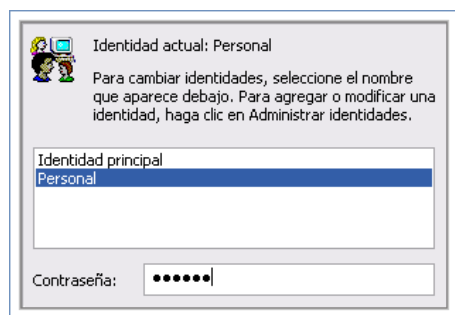 Identidad actual: Personal
Para cambiar identidades, seleccione el nombre
que aparece debajo. Para agregar o modificar una
identidad, haga clic en Administrar identidades.
Identidad principal
Personal
Contraseña: ●●●●●●